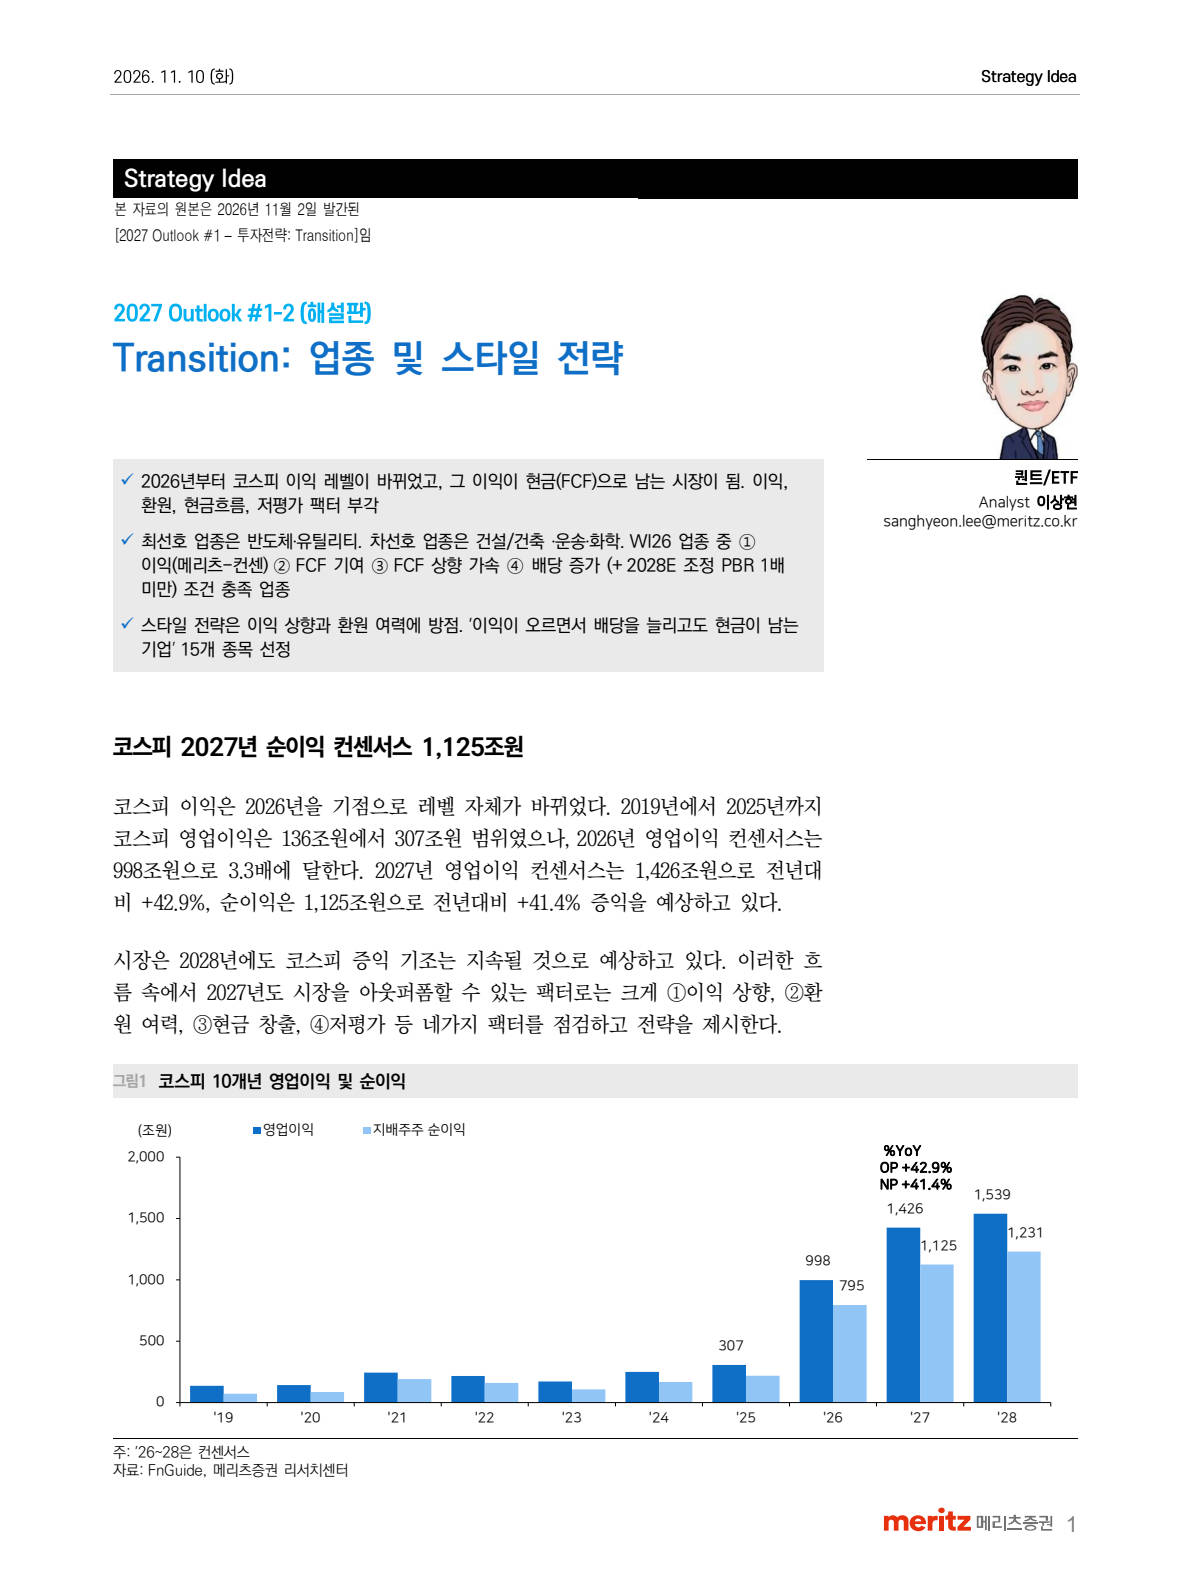 2026. 11. 10 (화)
Strategy Idea
Strategy Idea
본 자료의 원본은 2026년 11월 2일 발간된
[2027 Outlook #1 – 투자전략: Transition]임
2027 Outlook #1-2 (해설판)
Transition: 업종 및 스타일 전략
퀀트/ETF
Analyst 이상현
sanghyeon.lee@meritz.co.kr
✓ 2026년부터 코스피 이익 레벨이 바뀌었고, 그 이익이 현금(FCF)으로 남는 시장이 됨. 이익,
환원, 현금흐름, 저평가 팩터 부각
✓ 최선호 업종은 반도체·유틸리티. 차선호 업종은 건설/건축 ·운송·화학. WI26 업종 중 ①
이익(메리츠-컨센) ② FCF 기여 ③ FCF 상향 가속 ④ 배당 증가 (+ 2028E 조정 PBR 1배
미만) 조건 충족 업종
✓ 스타일 전략은 이익 상향과 환원 여력에 방점. ‘이익이 오르면서 배당을 늘리고도 현금이 남는
기업’ 15개 종목 선정
코스피 2027년 순이익 컨센서스 1,125조원
코스피 이익은 2026년을 기점으로 레벨 자체가 바뀌었다. 2019년에서 2025년까지
코스피 영업이익은 136조원에서 307조원 범위였으나, 2026년 영업이익 컨센서스는
998조원으로 3.3배에 달한다. 2027년 영업이익 컨센서스는 1,426조원으로 전년대
비 +42.9%, 순이익은 1,125조원으로 전년대비 +41.4% 증익을 예상하고 있다.
시장은 2028년에도 코스피 증익 기조는 지속될 것으로 예상하고 있다. 이러한 흐
름 속에서 2027년도 시장을 아웃퍼폼할 수 있는 팩터로는 크게 ①이익 상향, ②환
원 여력, ③현금 창출, ④저평가 등 네가지 팩터를 점검하고 전략을 제시한다.
그림1 코스피 10개년 영업이익 및 순이익
(조원)
영업이익
지배주주 순이익
%YoY
OP +42.9%
NP +41.4%
2,000
1,500
1,000
500
0
307
998
795
1,426
1,125
1,539
1,231
'19
'20
'21
'22
'23
'24
'25
'26
'27
'28
주: ’26~28은 컨센서스
자료: FnGuide, 메리츠증권 리서치센터
meritz 메리츠증권 1